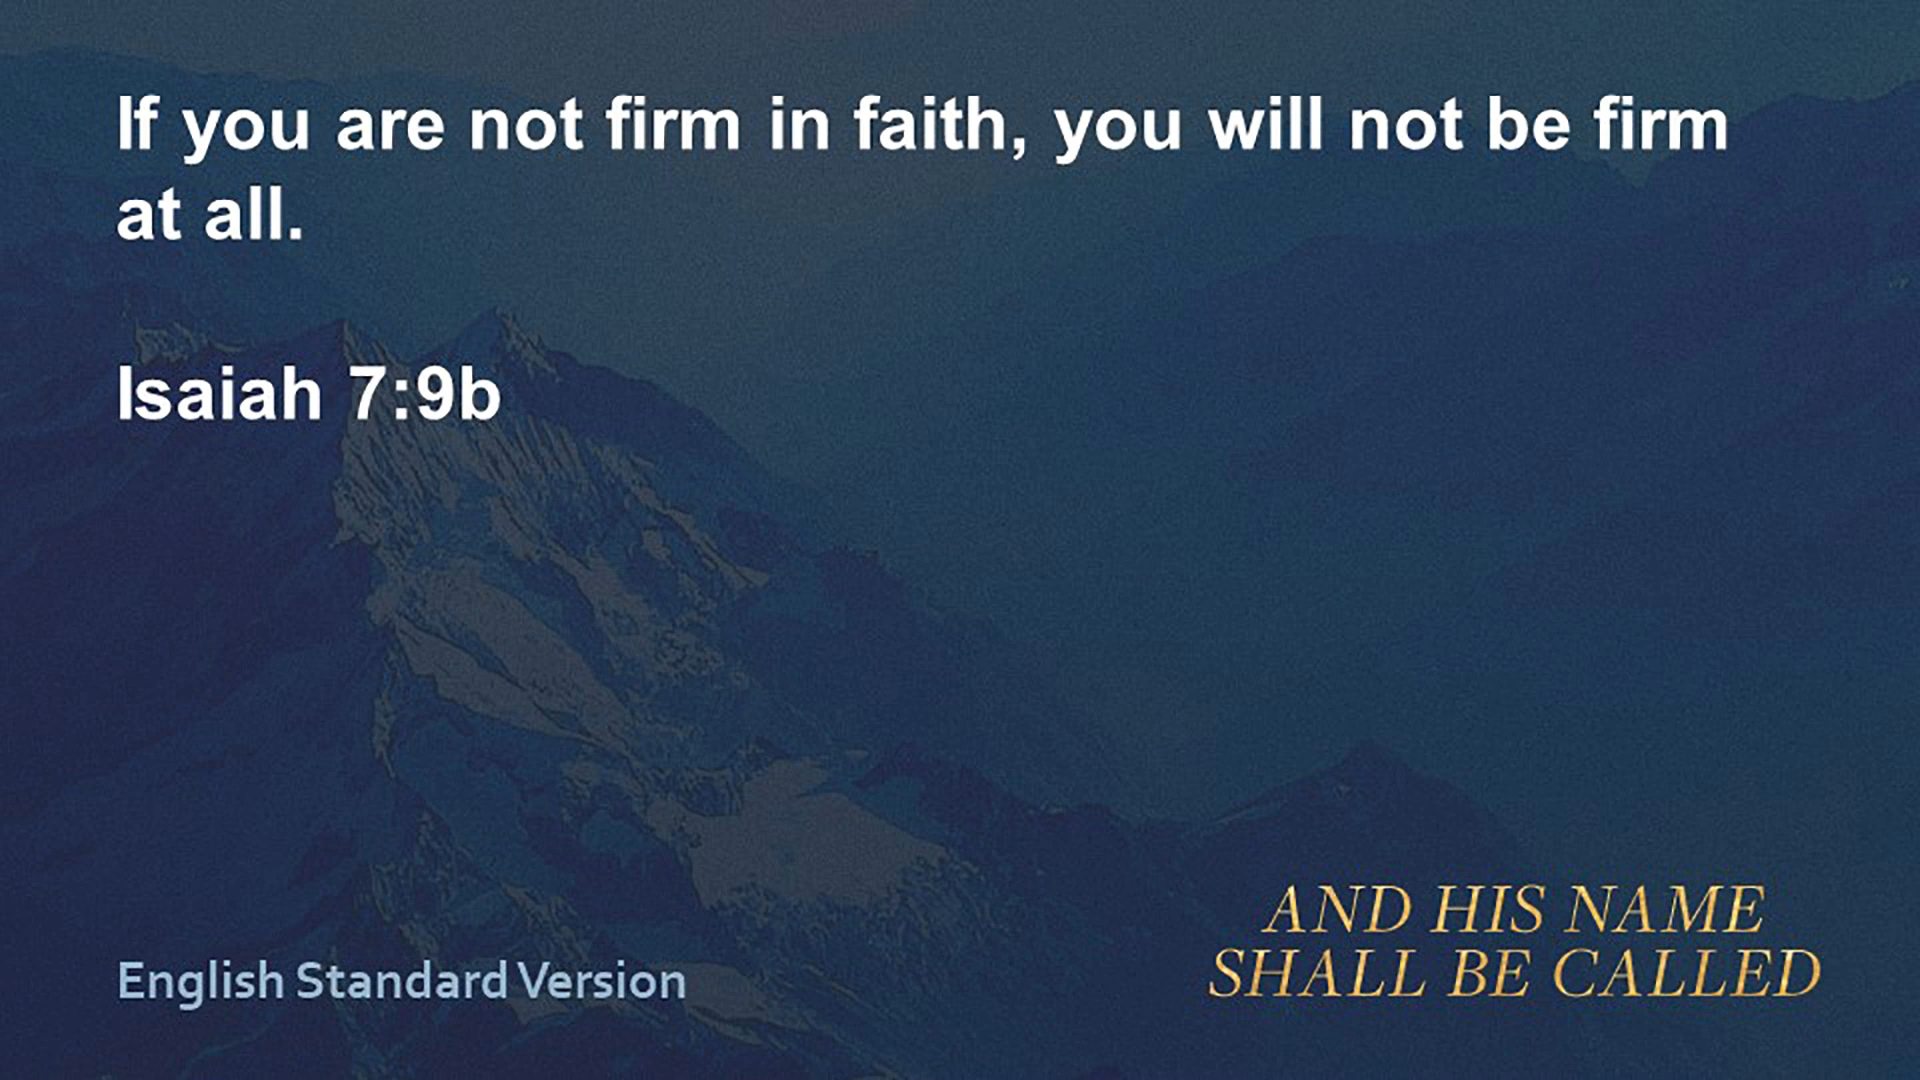 If you are not firm in faith, you will not be firm
at all.
Isaiah 7:9b
English Standard Version
AND HIS NAME
SHALL BE CALLED